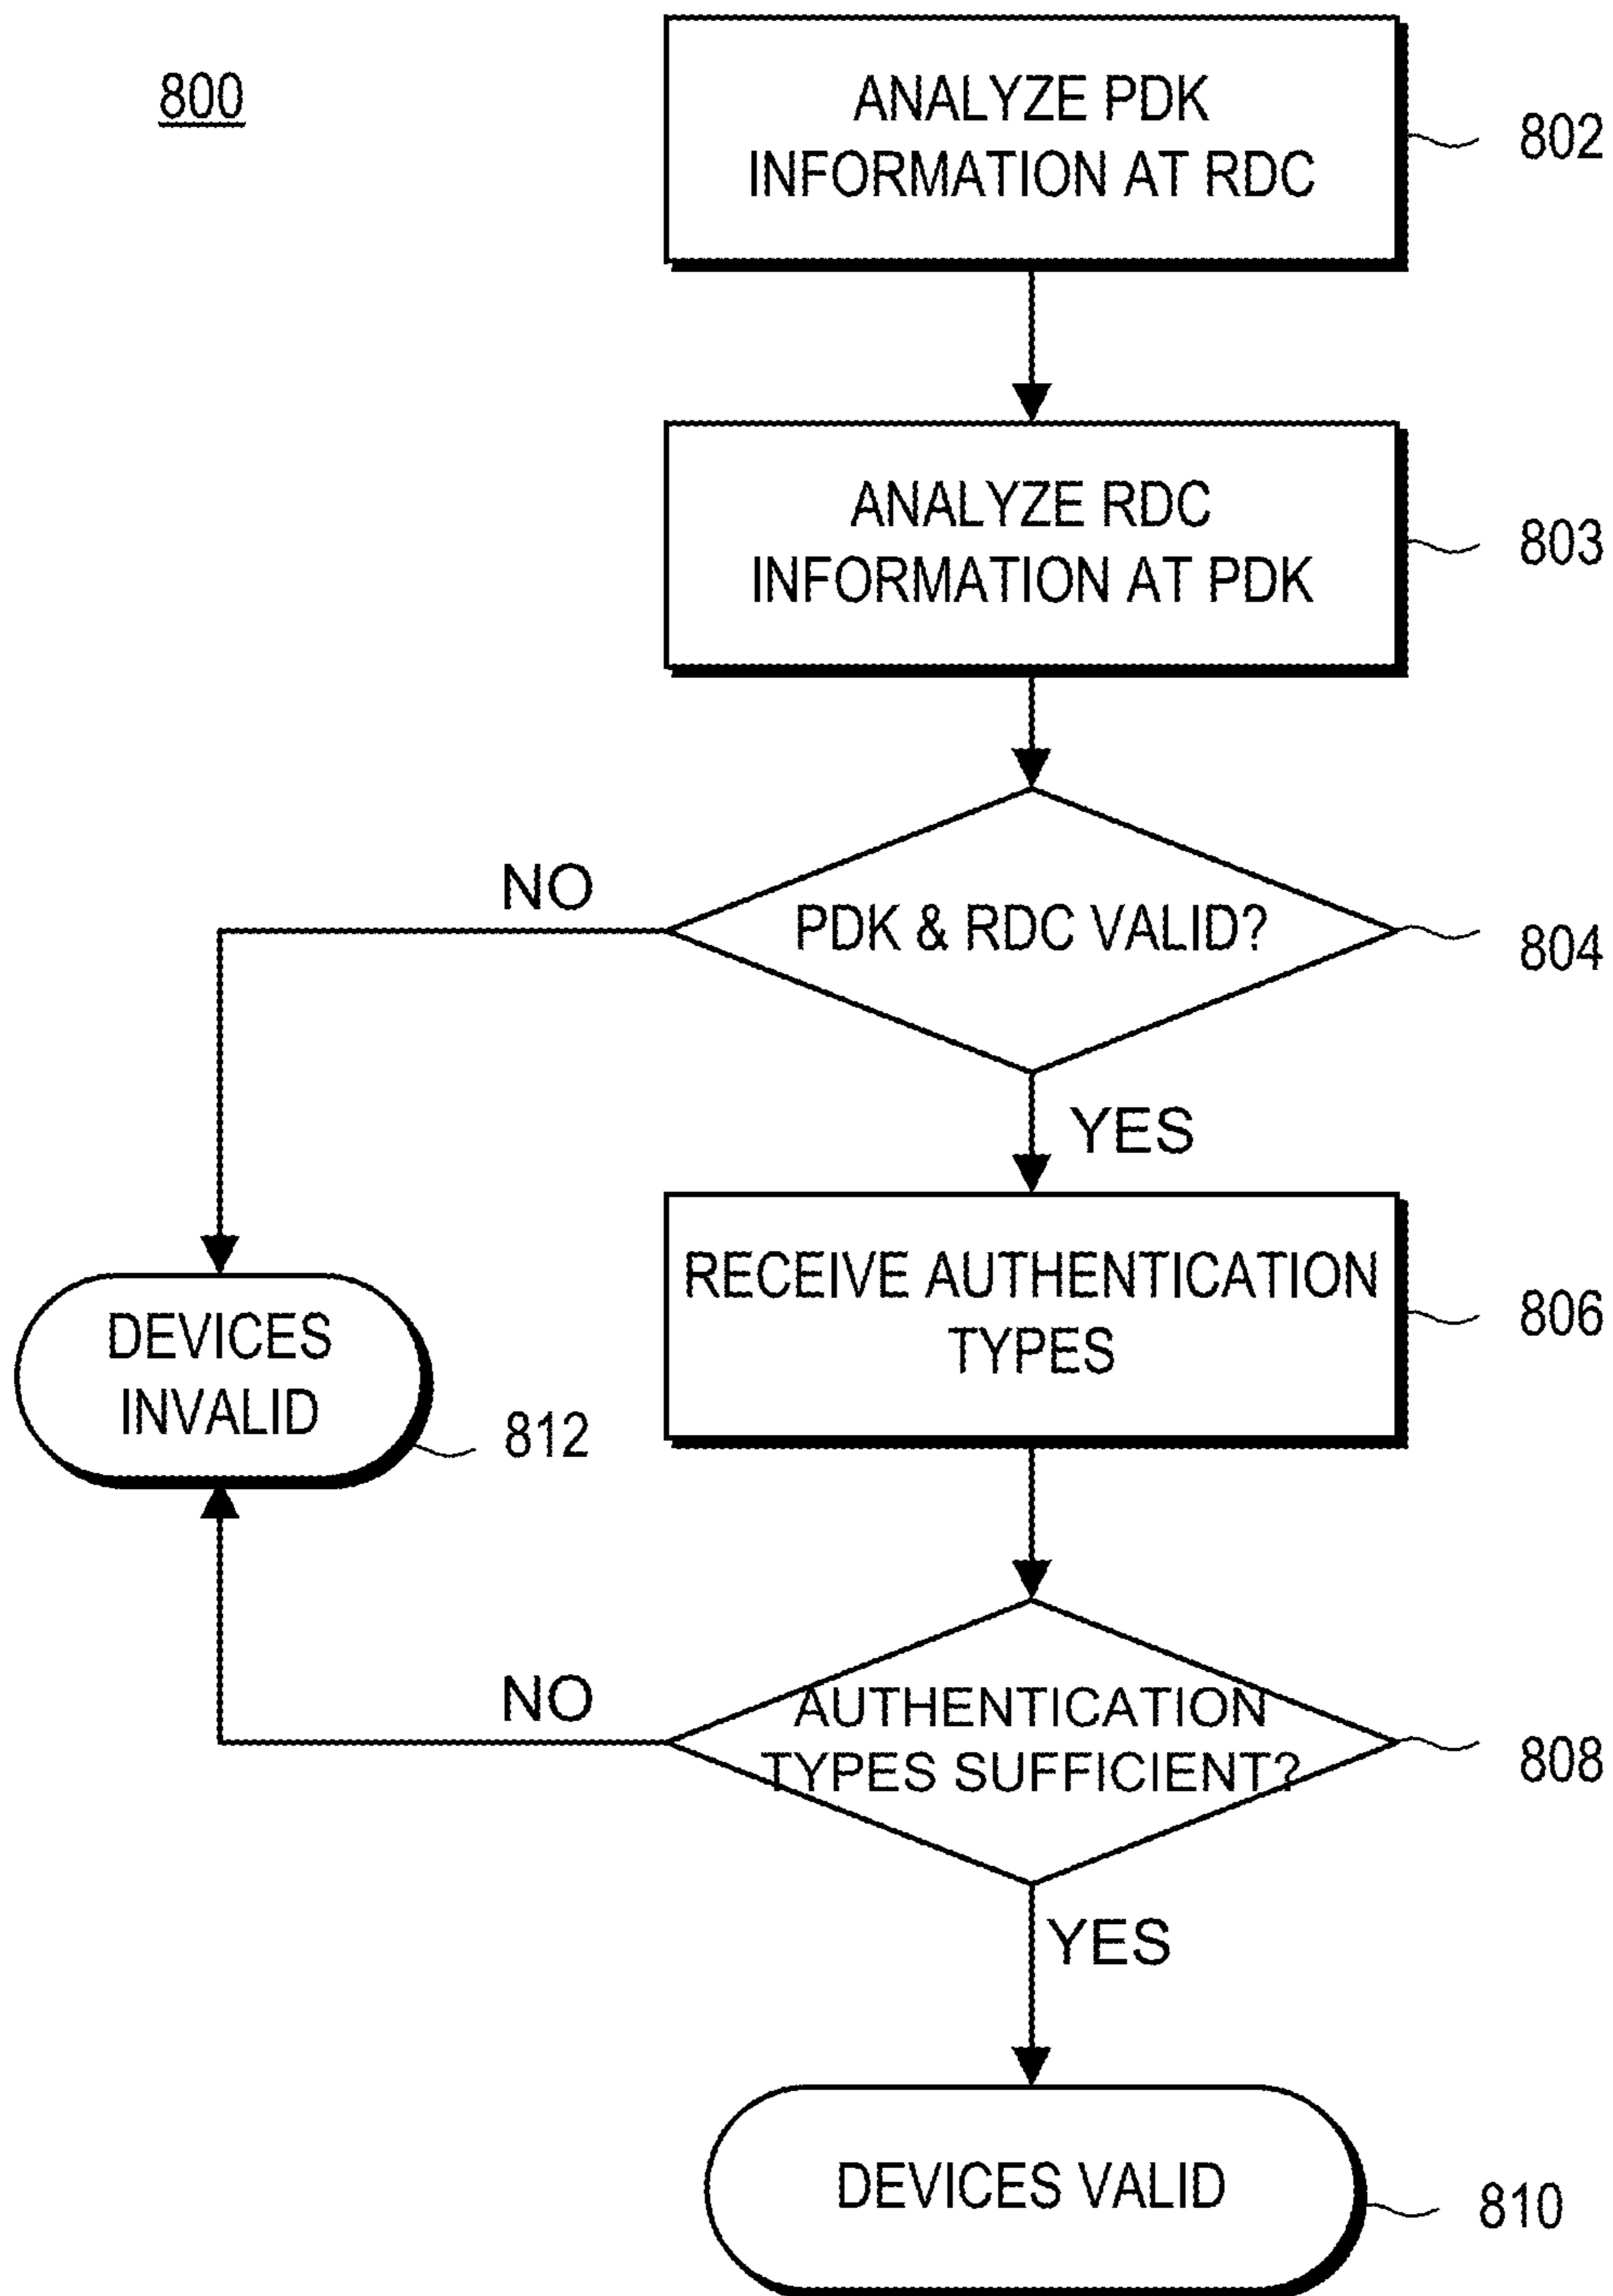 800
ANALYZE PDK
INFORMATION AT RDC
802
ANALYZE RDC
INFORMATION AT PDK
803
NO
PDK & RDC VALID?
804
YES
RECEIVE AUTHENTICATION
TYPES
806
DEVICES
INVALID
812
NO
AUTHENTICATION
TYPES SUFFICIENT?
808
YES
DEVICES VALID
810